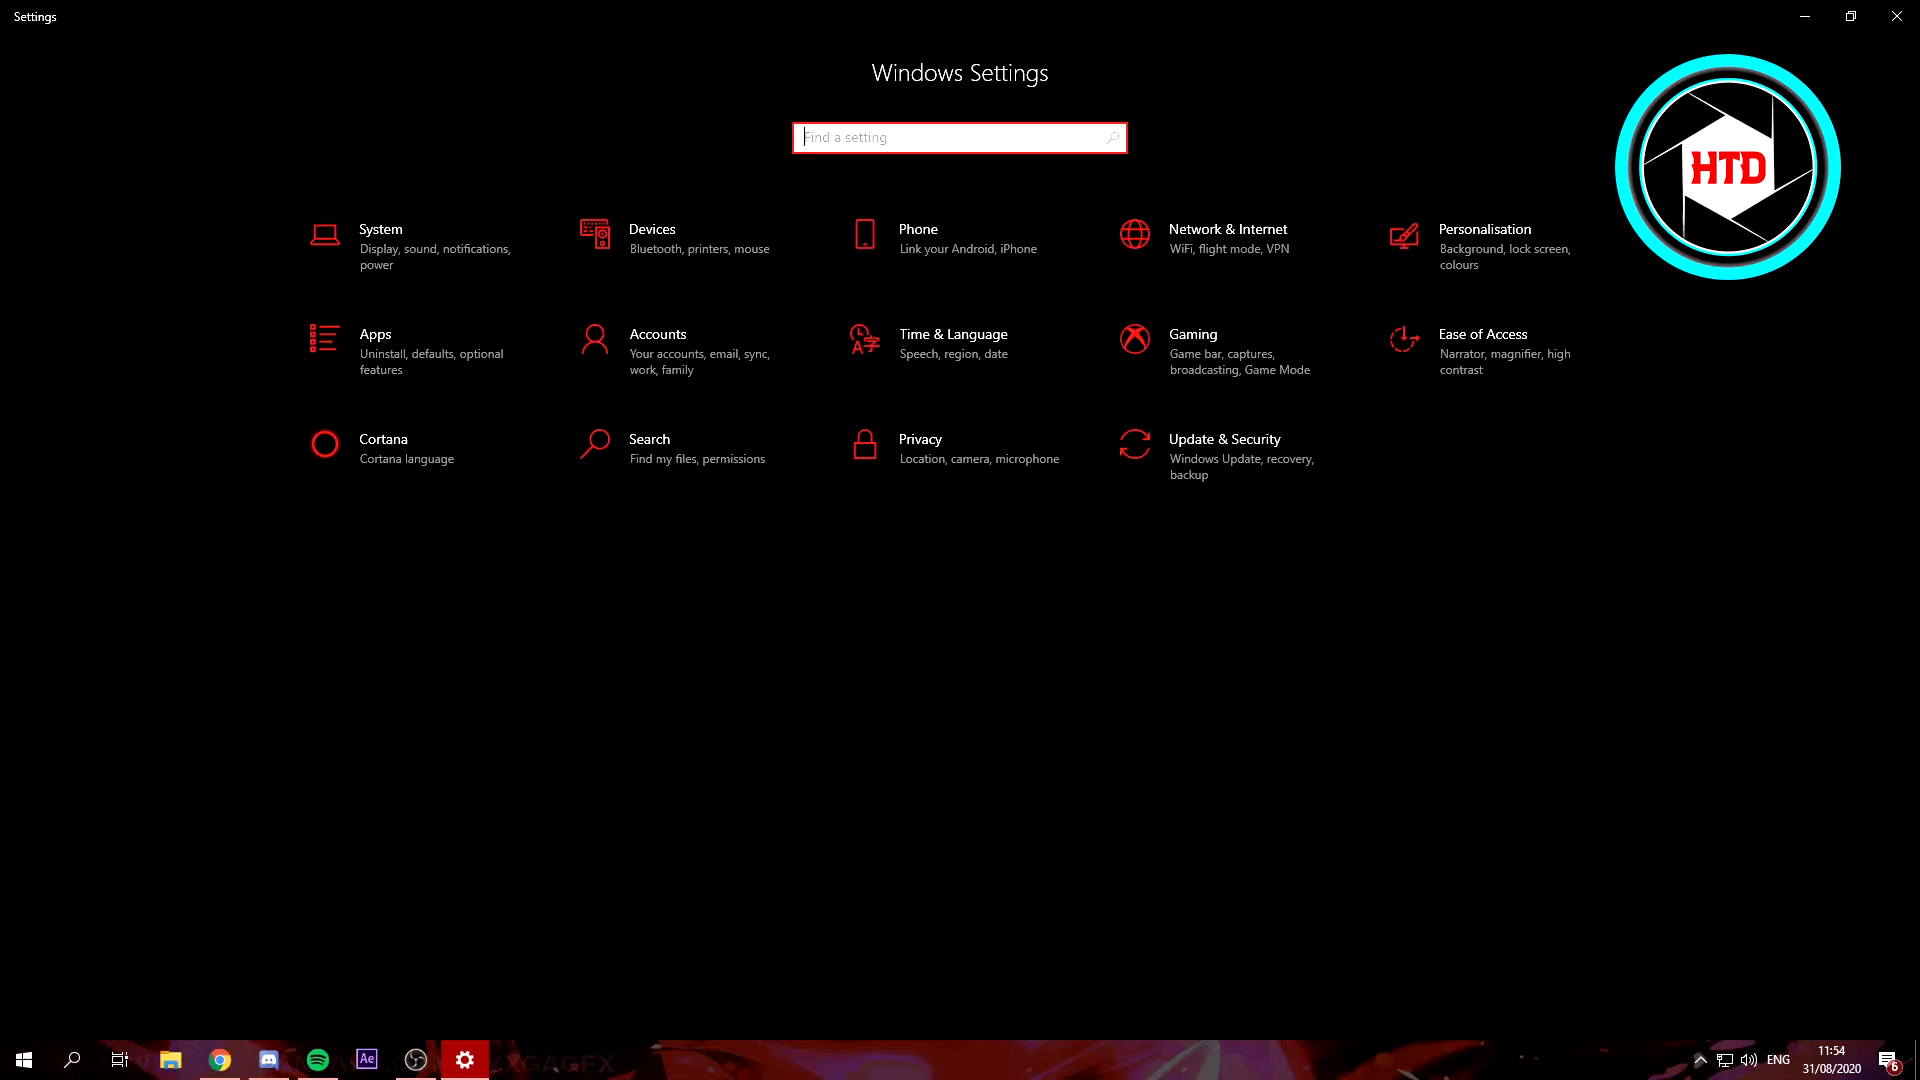 Settings
Windows Settings
Find a setting
HTD
System
Display, sound, notifications,
power
Devices
Bluetooth, printers, mouse
Phone
Link your Android, iPhone
Network & Internet
WiFi, flight mode, VPN
Personalisation
Background, lock screen,
colours
Apps
Uninstall, defaults, optional
features
Accounts
Your accounts, email, sync,
work, family
Time & Language
Speech, region, date
Gaming
Game bar, captures,
broadcasting, Game Mode
Ease of Access
Narrator, magnifier, high
contrast
Cortana
Cortana language
Search
Find my files, permissions
Privacy
Location, camera, microphone
Update & Security
Windows Update, recovery,
backup
Ae
ENG
11:54
31/08/2020
6